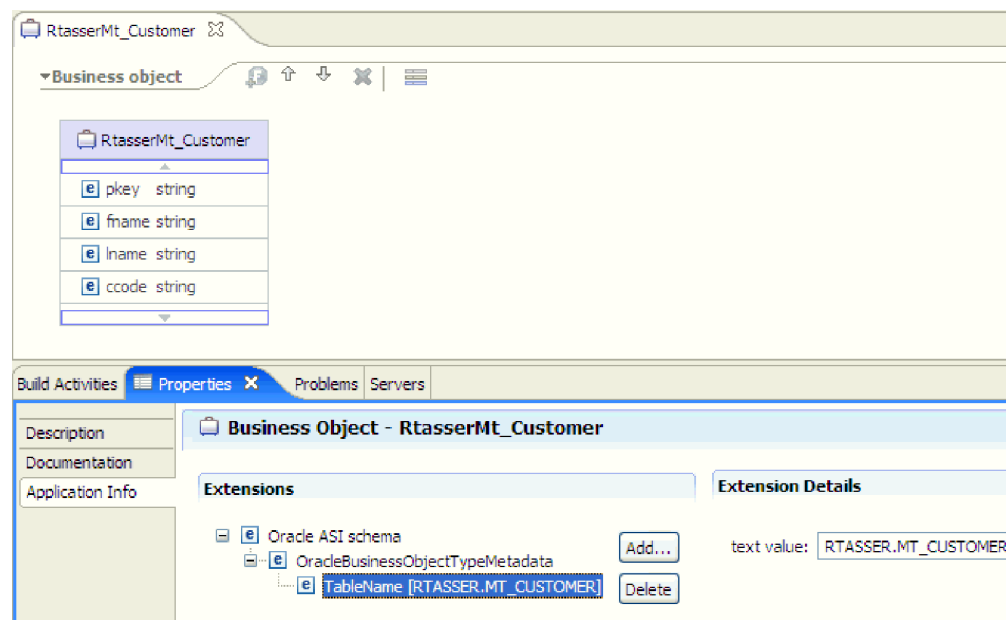 RtasserMt_Customer
Business object
RtasserMt_Customer
e pkey string
e fname string
e lname string
e ccode string
Build Activities Properties Problems Servers
Description
Documentation
Application Info
Business Object - RtasserMt_Customer
Extensions
e Oracle ASI schema
e OracleBusinessObjectTypeMetadata
e TableName [RTASSER.MT_CUSTOMER]
Add...
Delete
Extension Details
text value: RTASSER.MT_CUSTOMER